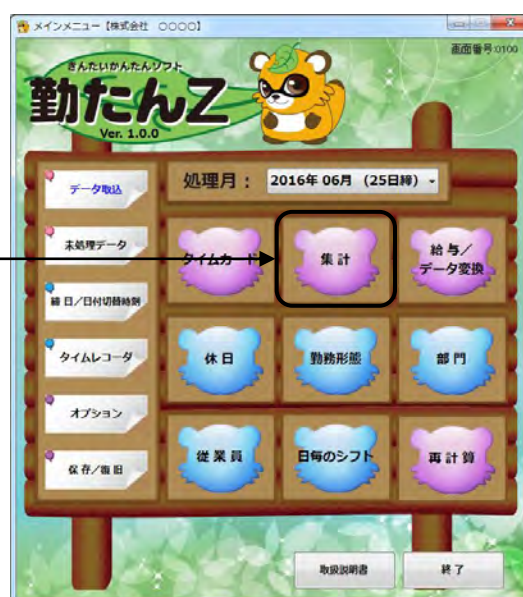 メインメニュー【株式会社 ○○○○】
画面番号:0100
きんたいかんたんソフト
勤たんZ
Ver. 1.0.0
処理月： 2016年 06月 (25日締)
データ取込
未処理データ
締日/日付切替時刻
タイムレコーダ
オプション
保存/復旧
タイムカード
集計
給与/
データ変換
休日
勤務形態
部門
従業員
日毎のシフト
再計算
取扱説明書
終了